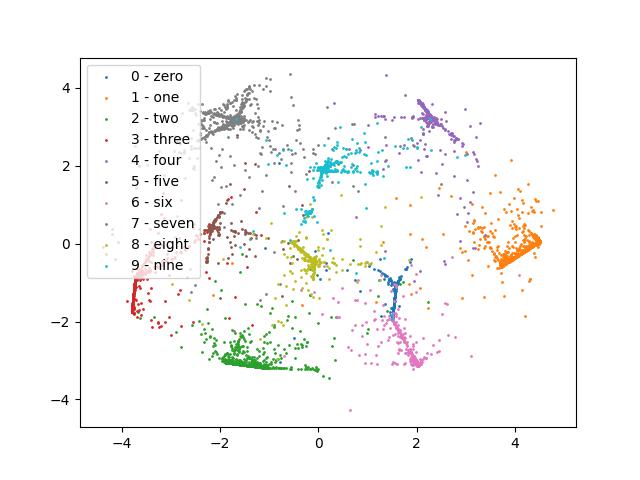 0 - zero
1 - one
2 - two
3 - three
4 - four
5 - five
6 - six
7 - seven
8 - eight
9 - nine
4
2
0
−2
−4
−4
−2
0
2
4